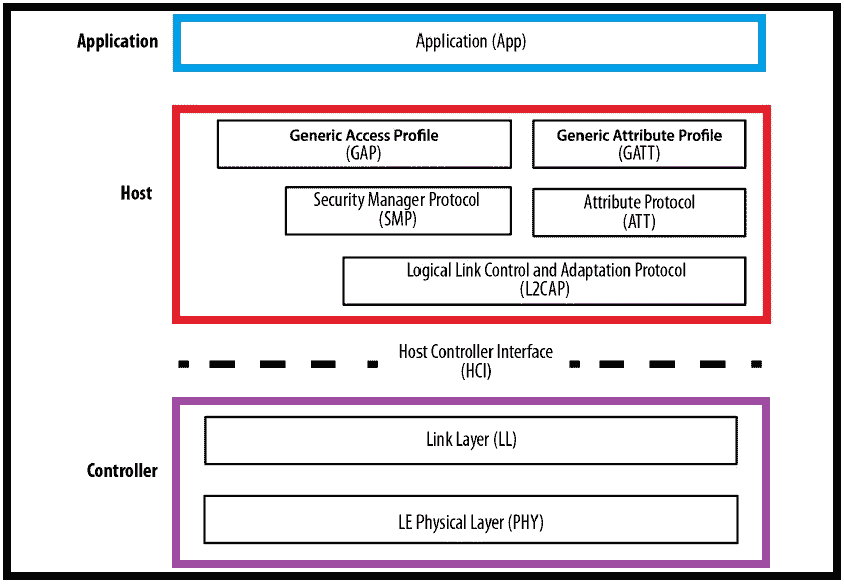 Application
Application (App)
Host
Generic Access Profile
(GAP)
Generic Attribute Profile
(GATT)
Security Manager Protocol
(SMP)
Attribute Protocol
(ATT)
Logical Link Control and Adaptation Protocol
(L2CAP)
Host Controller Interface
(HCI)
Controller
Link Layer (LL)
LE Physical Layer (PHY)